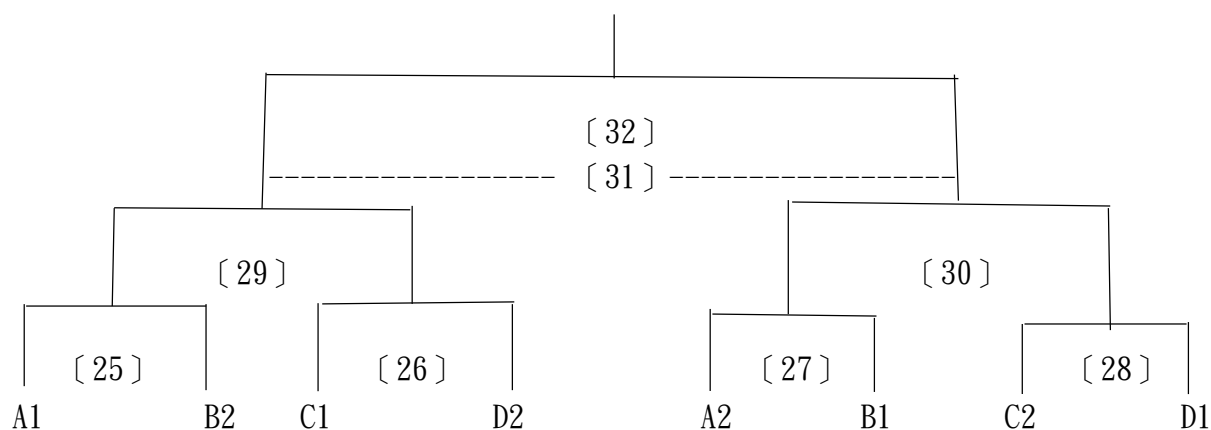 〔32〕
〔31〕
〔29〕 〔30〕
〔25〕 〔26〕 〔27〕 〔28〕
A1 B2 C1 D2 A2 B1 C2 D1